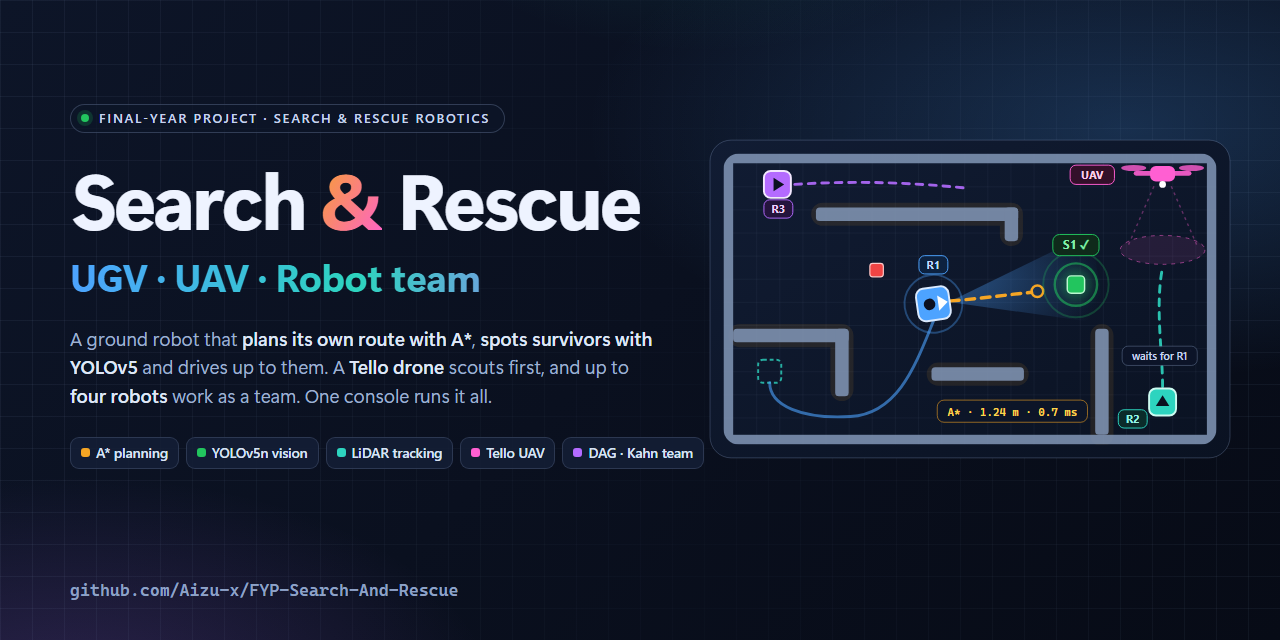 FINAL-YEAR PROJECT · SEARCH & RESCUE ROBOTICS
Search & Rescue
UGV · UAV · Robot team
A ground robot that plans its own route with A*, spots survivors with
YOLOv5 and drives up to them. A Tello drone scouts first, and up to
four robots work as a team. One console runs it all.
A* planning
YOLOv5n vision
LiDAR tracking
Tello UAV
DAG · Kahn team
github.com/Aizu-x/FYP-Search-And-Rescue
UAV
R3
S1 ✓
R1
waits for R1
A* · 1.24 m · 0.7 ms
R2